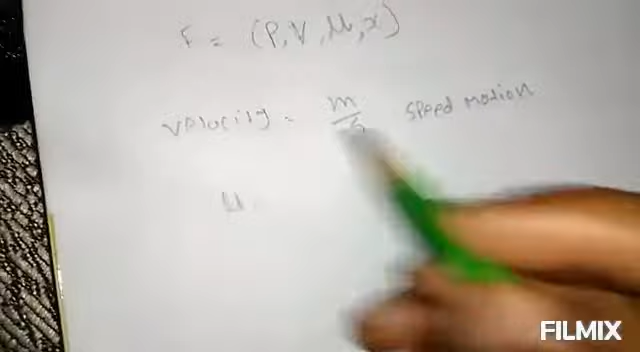 F = (P, V, M, x)
velocity = m/s speed motion
M
FILMIX